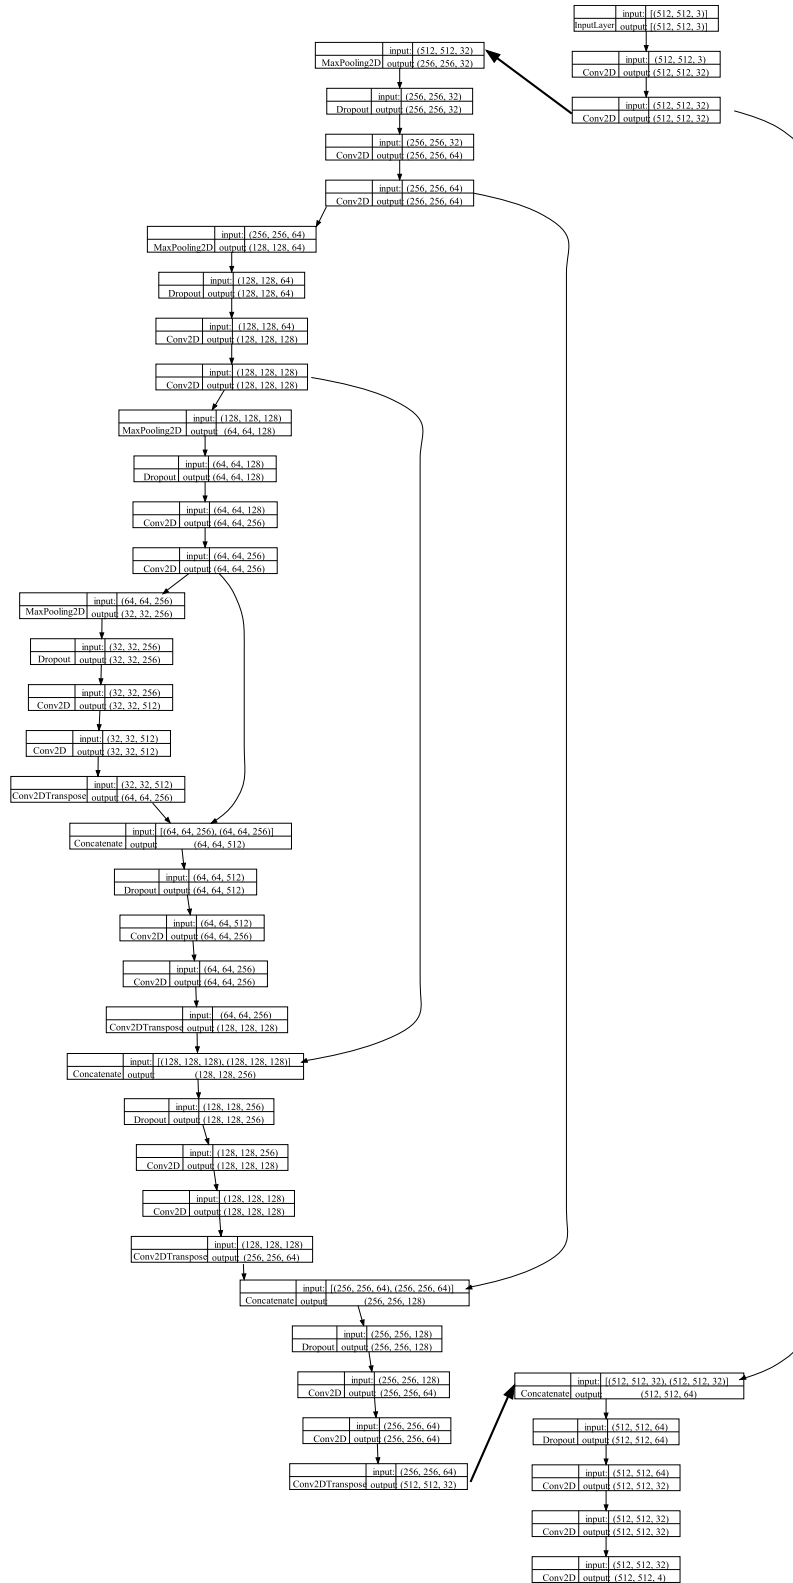 input: [(512, 512, 3)]
InputLayer output: [(512, 512, 3)]
input: (512, 512, 3)
Conv2D output: (512, 512, 32)
input: (512, 512, 32)
Conv2D output: (512, 512, 32)
input: (512, 512, 32)
MaxPooling2D output: (256, 256, 32)
input: (256, 256, 32)
Dropout output: (256, 256, 32)
input: (256, 256, 32)
Conv2D output: (256, 256, 64)
input: (256, 256, 64)
Conv2D output: (256, 256, 64)
input: (256, 256, 64)
MaxPooling2D output: (128, 128, 64)
input: (128, 128, 64)
Dropout output: (128, 128, 64)
input: (128, 128, 64)
Conv2D output: (128, 128, 128)
input: (128, 128, 128)
Conv2D output: (128, 128, 128)
input: (128, 128, 128)
MaxPooling2D output: (64, 64, 128)
input: (64, 64, 128)
Dropout output: (64, 64, 128)
input: (64, 64, 128)
Conv2D output: (64, 64, 256)
input: (64, 64, 256)
Conv2D output: (64, 64, 256)
input: (64, 64, 256)
MaxPooling2D output: (32, 32, 256)
input: (32, 32, 256)
Dropout output: (32, 32, 256)
input: (32, 32, 256)
Conv2D output: (32, 32, 512)
input: (32, 32, 512)
Conv2D output: (32, 32, 512)
input: (32, 32, 512)
Conv2DTranspose output: (64, 64, 256)
input: [(64, 64, 256), (64, 64, 256)]
Concatenate output: (64, 64, 512)
input: (64, 64, 512)
Dropout output: (64, 64, 512)
input: (64, 64, 512)
Conv2D output: (64, 64, 256)
input: (64, 64, 256)
Conv2D output: (64, 64, 256)
input: (64, 64, 256)
Conv2DTranspose output: (128, 128, 128)
input: [(128, 128, 128), (128, 128, 128)]
Concatenate output: (128, 128, 256)
input: (128, 128, 256)
Dropout output: (128, 128, 256)
input: (128, 128, 256)
Conv2D output: (128, 128, 128)
input: (128, 128, 128)
Conv2D output: (128, 128, 128)
input: (128, 128, 128)
Conv2DTranspose output: (256, 256, 64)
input: [(256, 256, 64), (256, 256, 64)]
Concatenate output: (256, 256, 128)
input: (256, 256, 128)
Dropout output: (256, 256, 128)
input: (256, 256, 128)
Conv2D output: (256, 256, 64)
input: (256, 256, 64)
Conv2D output: (256, 256, 64)
input: (256, 256, 64)
Conv2DTranspose output: (512, 512, 32)
input: [(512, 512, 32), (512, 512, 32)]
Concatenate output: (512, 512, 64)
input: (512, 512, 64)
Dropout output: (512, 512, 64)
input: (512, 512, 64)
Conv2D output: (512, 512, 32)
input: (512, 512, 32)
Conv2D output: (512, 512, 32)
input: (512, 512, 32)
Conv2D output: (512, 512, 4)